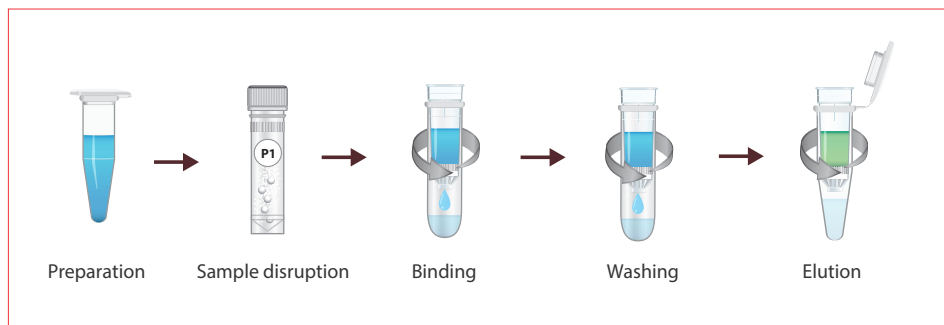 P1
Preparation
Sample disruption
Binding
Washing
Elution